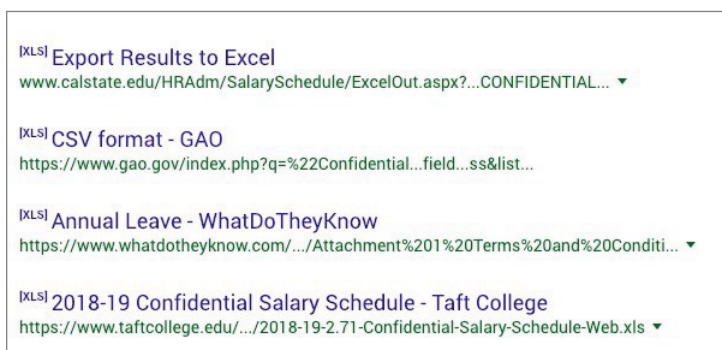 [XLS] Export Results to Excel
www.calstate.edu/HRAdm/SalarySchedule/ExcelOut.aspx?...CONFIDENTIAL... ▼
[XLS] CSV format - GAO
https://www.gao.gov/index.php?q=%22Confidential...field...ss&list...
[XLS] Annual Leave - WhatDoTheyKnow
https://www.whatdotheyknow.com/.../Attachment%201%20Terms%20and%20Conditi... ▼
[XLS] 2018-19 Confidential Salary Schedule - Taft College
https://www.taftcollege.edu/.../2018-19-2.71-Confidential-Salary-Schedule-Web.xls ▼